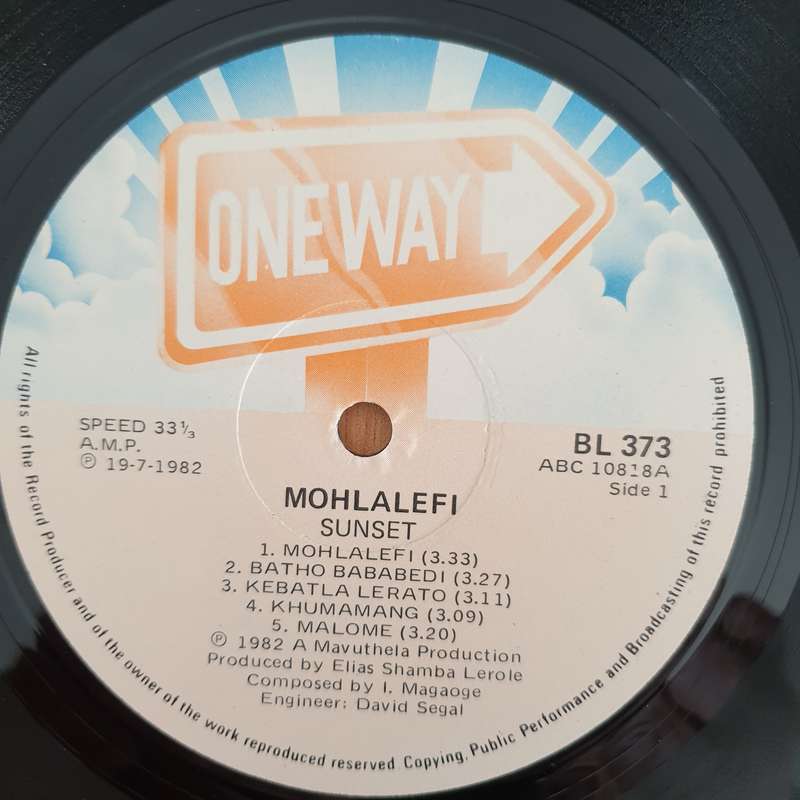 ONE WAY
SPEED 33⅓
A.M.P.
℗ 19-7-1982
BL 373
ABC 10818A
Side 1
MOHLALEFI
SUNSET
1. MOHLALEFI (3.33)
2. BATHO BABABEDI (3.27)
3. KEBATLA LERATO (3.11)
4. KHUMAMANG (3.09)
5. MALOME (3.20)
℗ 1982 A Mavuthela Production
Produced by Elias Shamba Lerole
Composed by I. Magaoge
Engineer: David Segal
All rights of the Record Producer and of the owner of the work reproduced reserved Copying, Public Performance and Broadcasting of this record prohibited